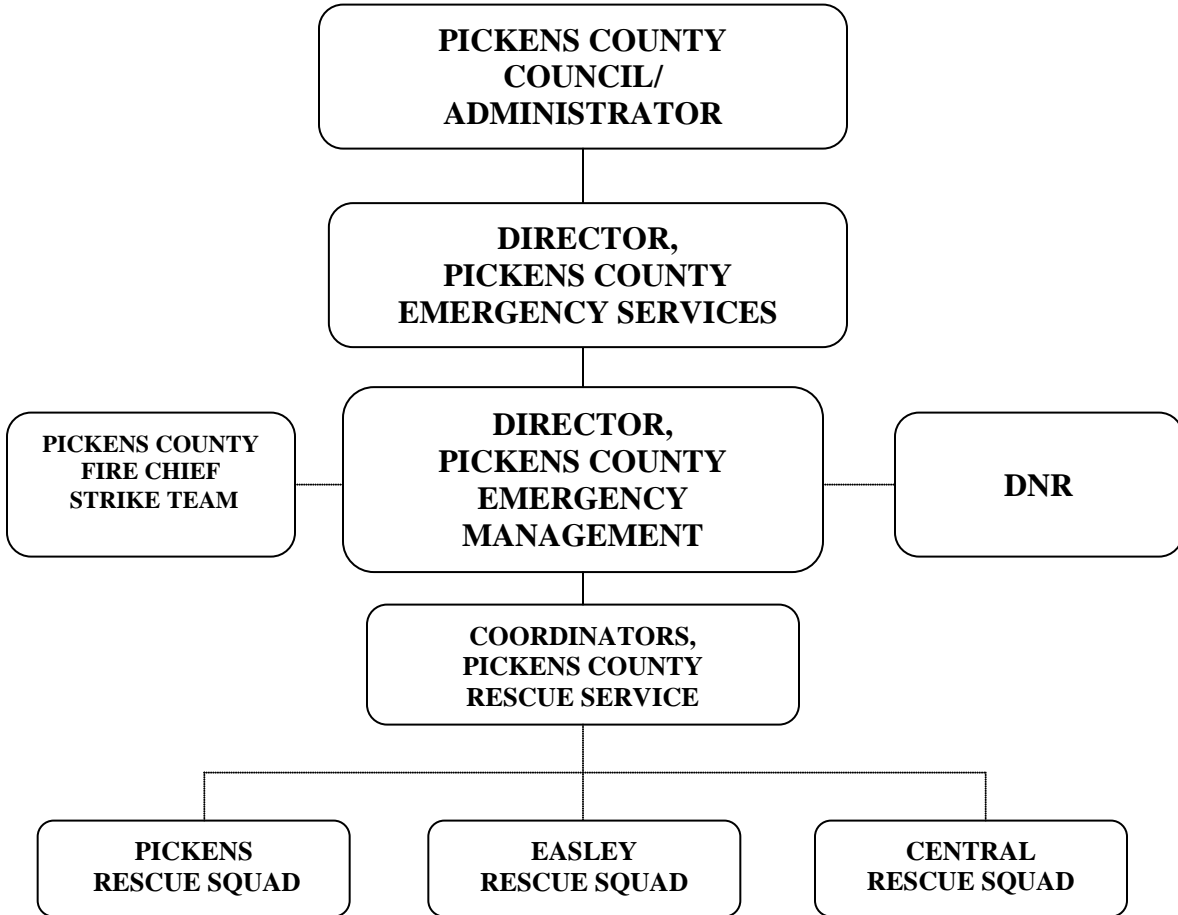 PICKENS COUNTY
COUNCIL/
ADMINISTRATOR
DIRECTOR,
PICKENS COUNTY
EMERGENCY SERVICES
PICKENS COUNTY
FIRE CHIEF
STRIKE TEAM
DIRECTOR,
PICKENS COUNTY
EMERGENCY
MANAGEMENT
DNR
COORDINATORS,
PICKENS COUNTY
RESCUE SERVICE
PICKENS
RESCUE SQUAD
EASLEY
RESCUE SQUAD
CENTRAL
RESCUE SQUAD